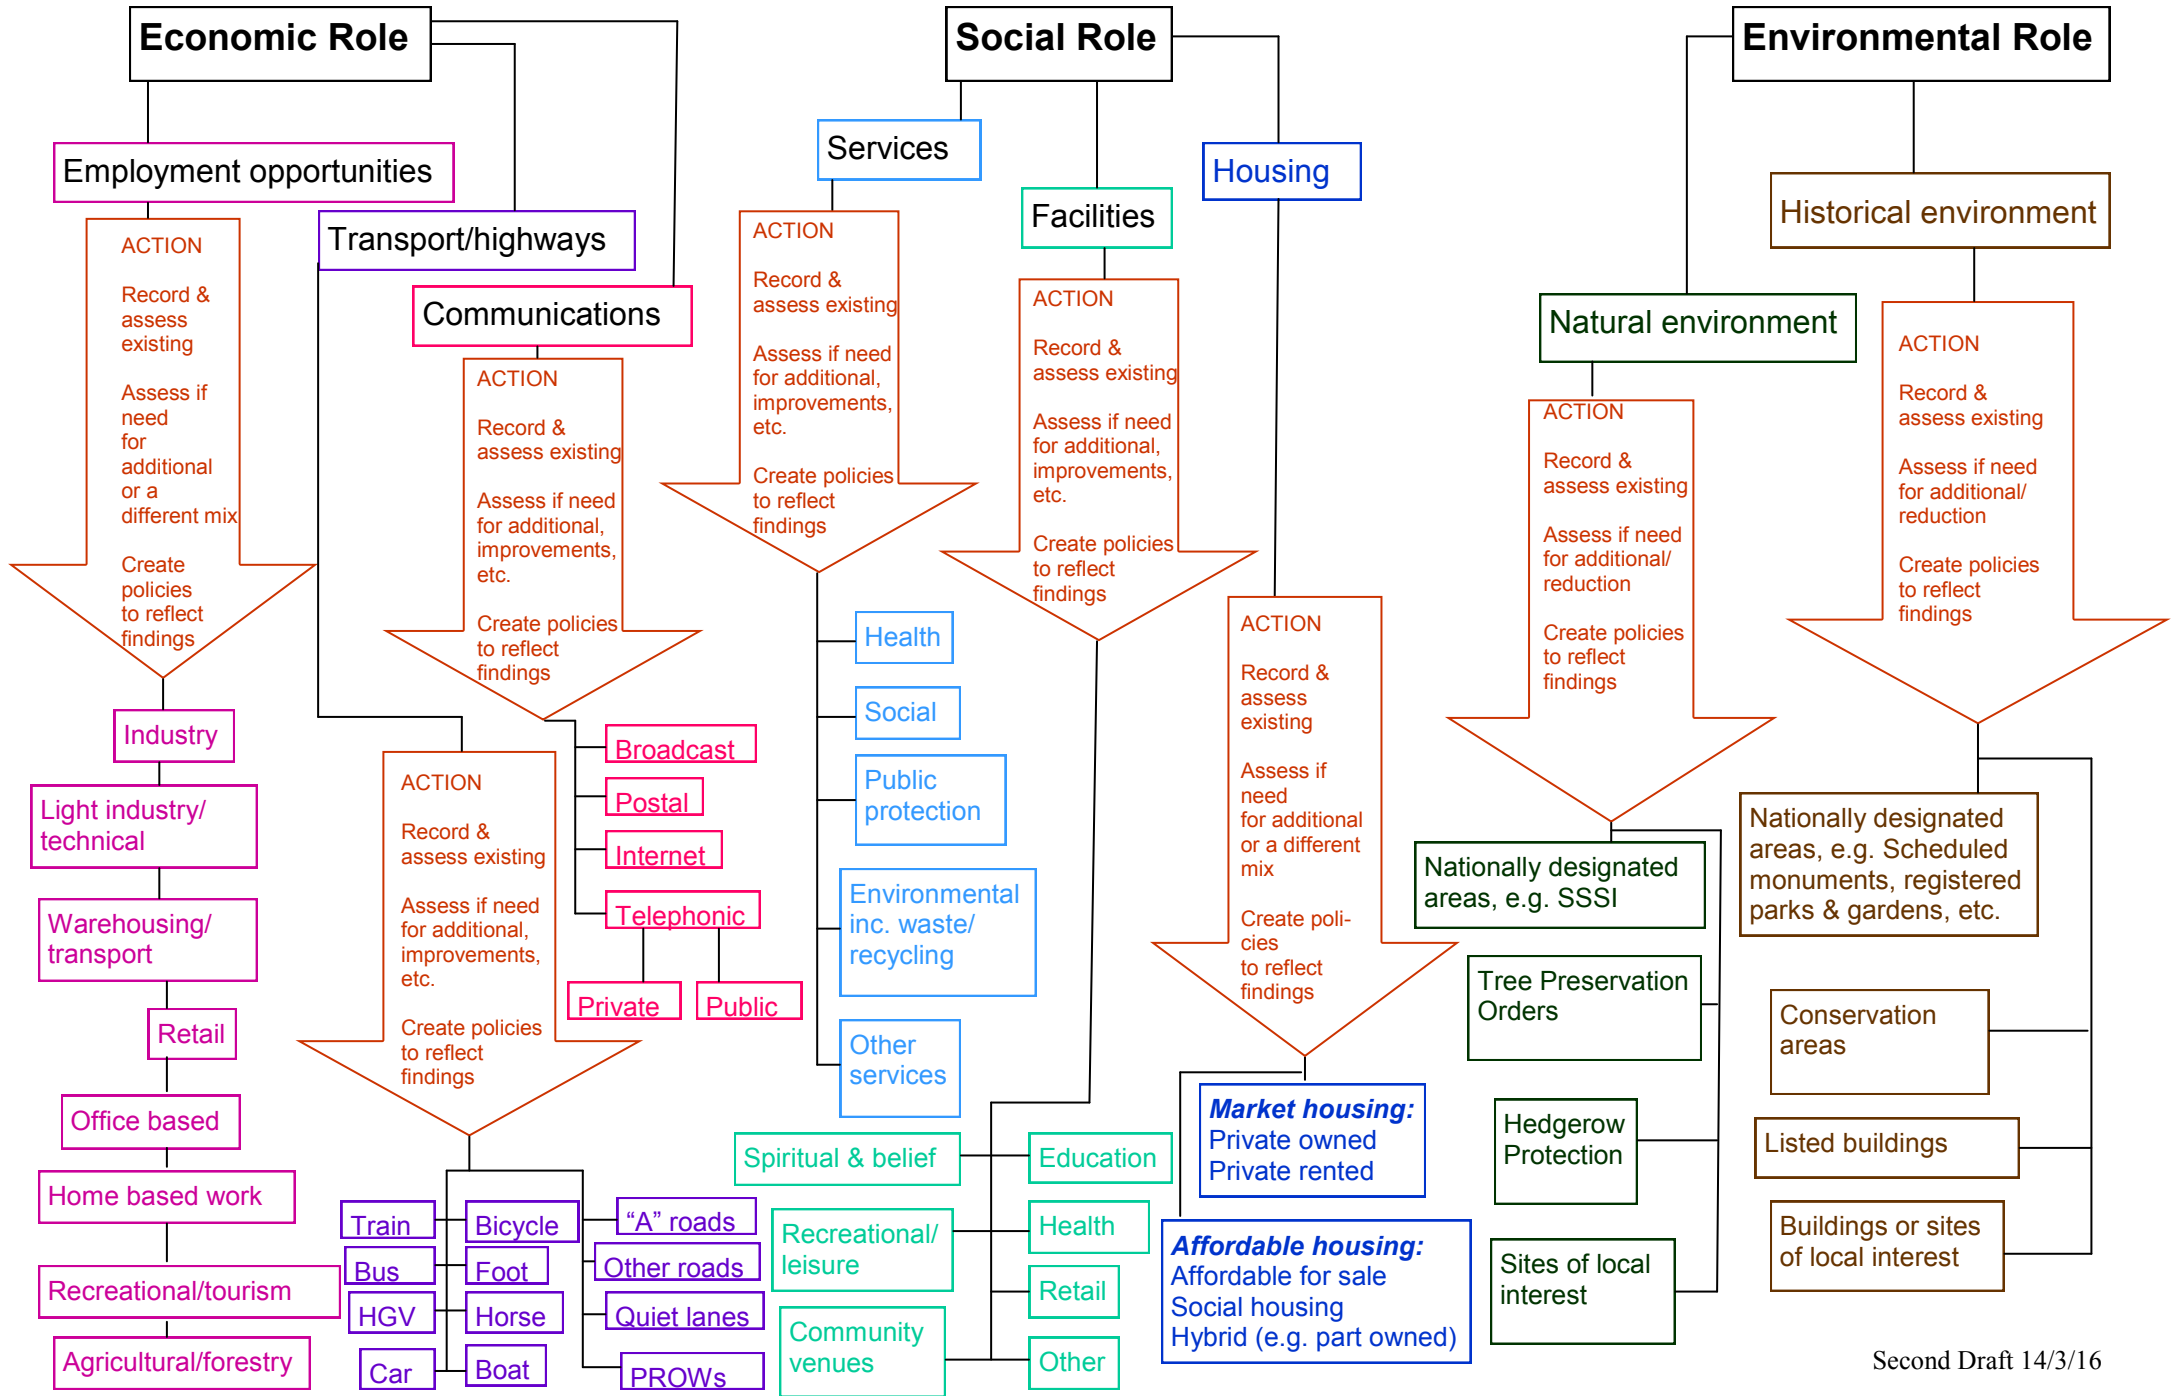 Economic Role
Social Role
Environmental Role
Employment opportunities
ACTION
Record &
assess
existing
Assess if
need
for
additional
or a
different mix
Create
policies
to reflect
findings
Industry
Light industry/
technical
Warehousing/
transport
Retail
Office based
Home based work
Recreational/tourism
Agricultural/forestry
Transport/highways
ACTION
Record &
assess existing
Assess if need
for additional,
improvements,
etc.
Create policies
to reflect
findings
Train
Bicycle
"A" roads
Bus
Foot
Other roads
HGV
Horse
Quiet lanes
Car
Boat
PROWs
Communications
ACTION
Record &
assess existing
Assess if need
for additional,
improvements,
etc.
Create policies
to reflect
findings
Broadcast
Postal
Internet
Telephonic
Private
Public
Services
ACTION
Record &
assess existing
Assess if need
for additional,
improvements,
etc.
Create policies
to reflect
findings
Health
Social
Public
protection
Environmental
inc. waste/
recycling
Other
services
Facilities
ACTION
Record &
assess existing
Assess if need
for additional,
improvements,
etc.
Create policies
to reflect
findings
Spiritual & belief
Education
Recreational/
leisure
Health
Retail
Community
venues
Other
Housing
ACTION
Record &
assess
existing
Assess if
need
for additional
or a different
mix
Create poli-
cies
to reflect
findings
Market housing:
Private owned
Private rented
Affordable housing:
Affordable for sale
Social housing
Hybrid (e.g. part owned)
Natural environment
ACTION
Record &
assess existing
Assess if need
for additional/
reduction
Create policies
to reflect
findings
Nationally designated
areas, e.g. SSSI
Tree Preservation
Orders
Hedgerow
Protection
Sites of local
interest
Historical environment
ACTION
Record &
assess existing
Assess if need
for additional/
reduction
Create policies
to reflect
findings
Nationally designated
areas, e.g. Scheduled
monuments, registered
parks & gardens, etc.
Conservation
areas
Listed buildings
Buildings or sites
of local interest
Second Draft 14/3/16